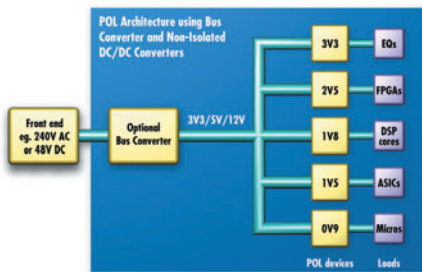 POL Architecture using Bus
Converter and Non-Isolated
DC/DC Converters
Front end
eg. 240V AC
or 48V DC
Optional
Bus Converter
3V3/5V/12V
3V3
EQs
2V5
FPGAs
1V8
DSP
cores
1V5
ASICs
0V9
Micros
POL devices
Loads